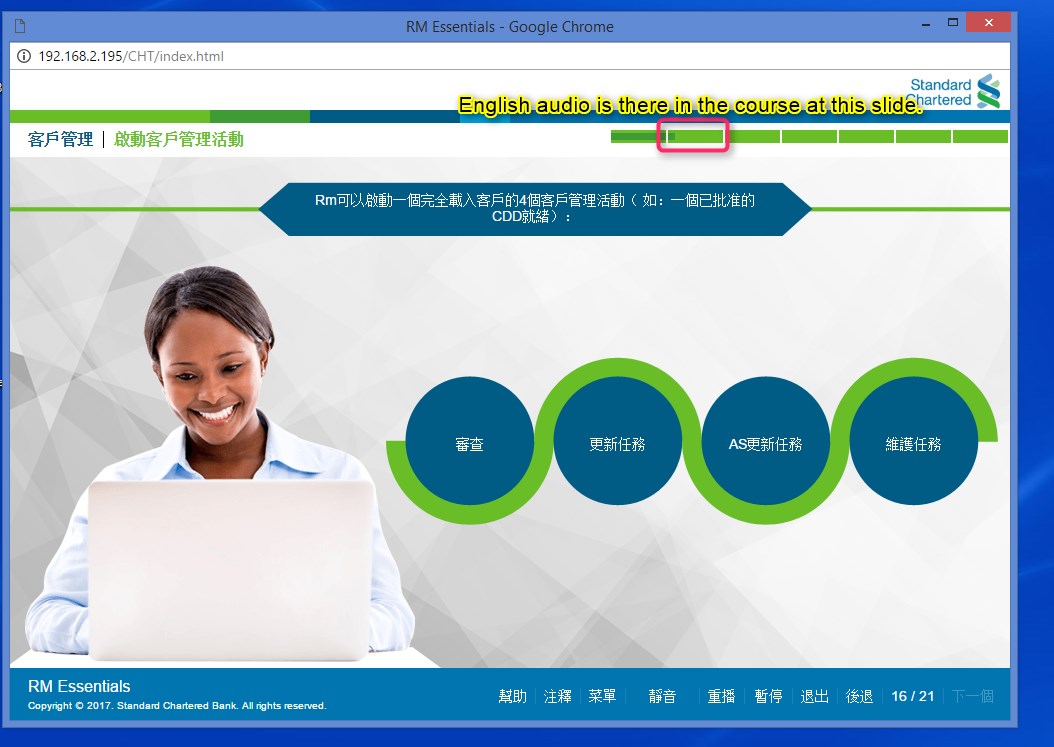 RM Essentials - Google Chrome
192.168.2.195/CHT/index.html
Standard
Chartered
English audio is there in the course at this slide.
客戶管理 | 啟動客戶管理活動
Rm可以啟動一個完全載入客戶的4個客戶管理活動（ 如：一個已批准的
CDD就緒）：
審查
更新任務
AS更新任務
維護任務
RM Essentials
Copyright © 2017. Standard Chartered Bank. All rights reserved.
幫助 注釋 菜單 靜音 重播 暫停 退出 後退 16 / 21 下一個